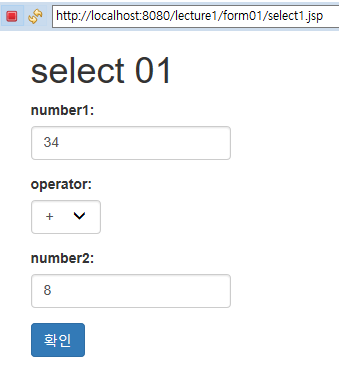 http://localhost:8080/lecture1/form01/select1.jsp
select 01
number1:
34
operator:
+
number2:
8
확인